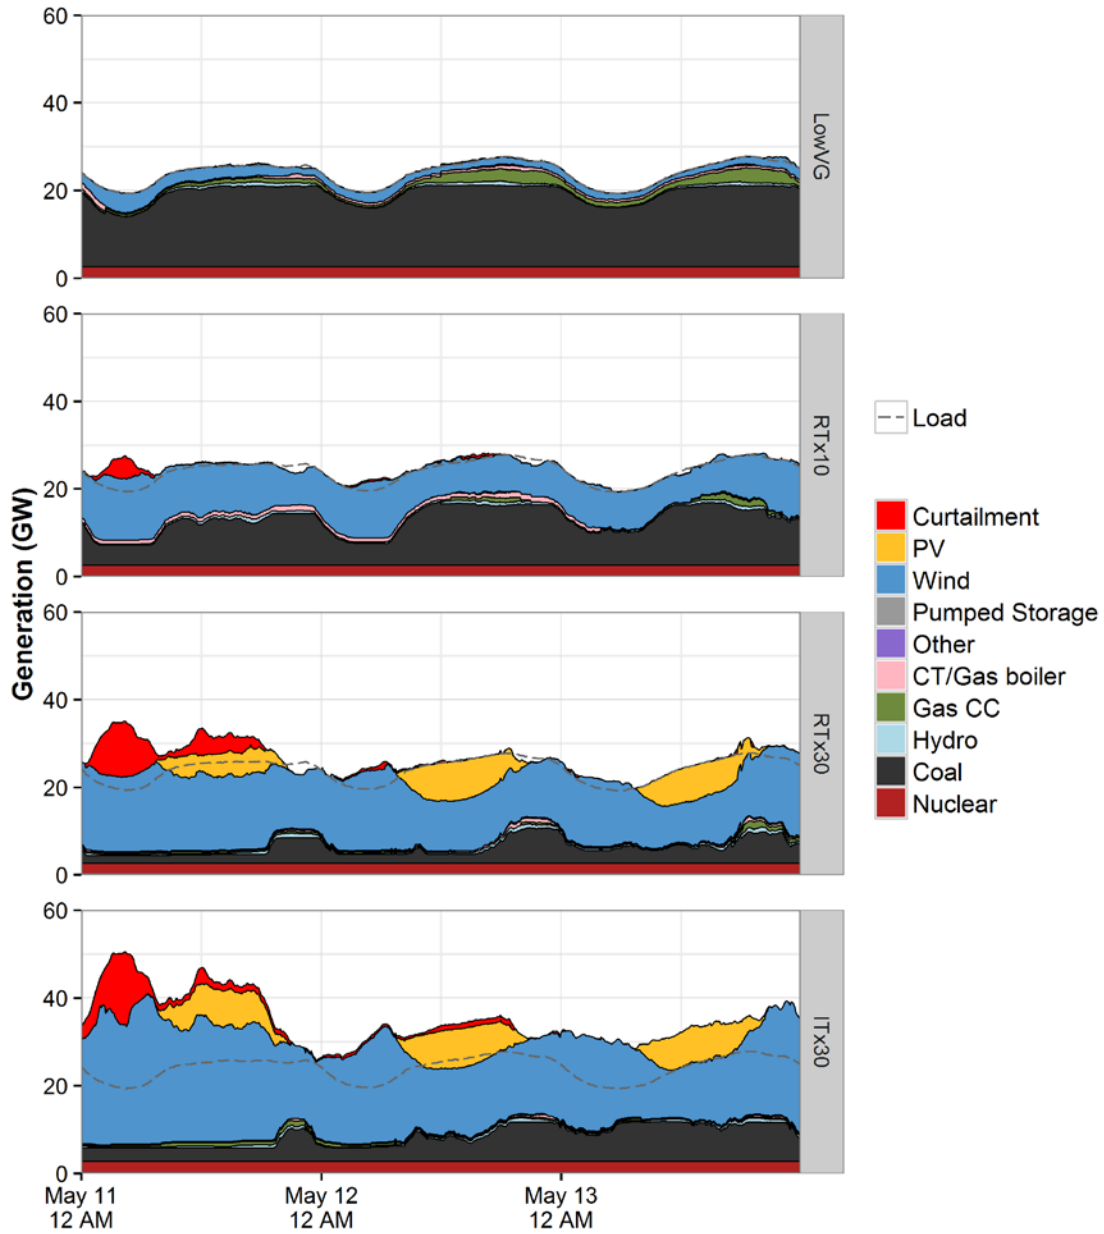 60
40
20
0
LowVG
60
40
20
0
RTx10
60
40
20
0
RTx30
60
40
20
0
ITx30
Generation (GW)
May 11
12 AM
May 12
12 AM
May 13
12 AM
Load
Curtailment
PV
Wind
Pumped Storage
Other
CT/Gas boiler
Gas CC
Hydro
Coal
Nuclear